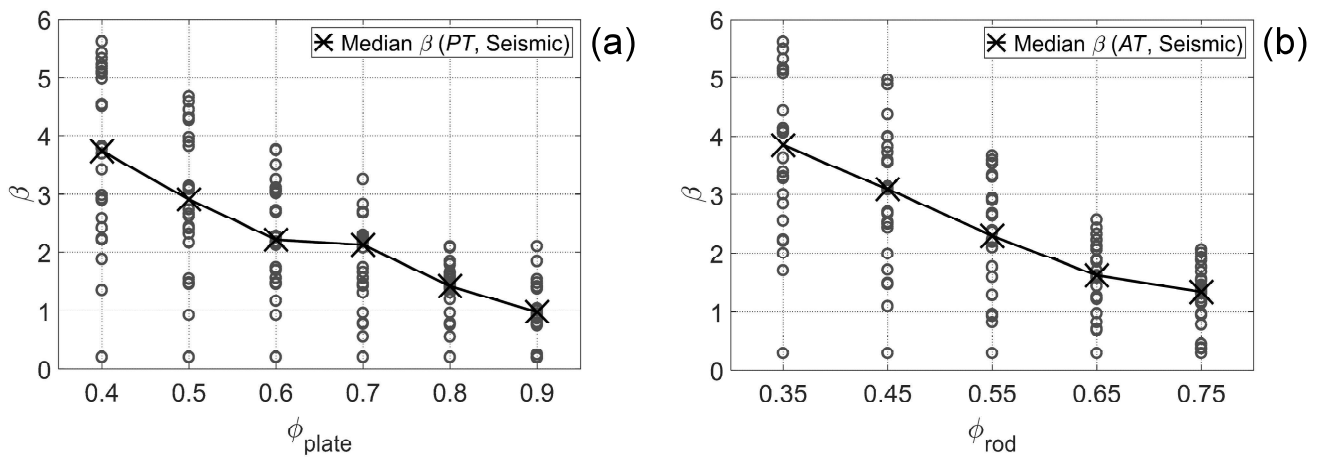 6
5
4
3
2
1
0
β
Median β (PT, Seismic)
(a)
0.4 0.5 0.6 0.7 0.8 0.9
ϕplate
6
5
4
3
2
1
0
β
Median β (AT, Seismic)
(b)
0.35 0.45 0.55 0.65 0.75
ϕrod